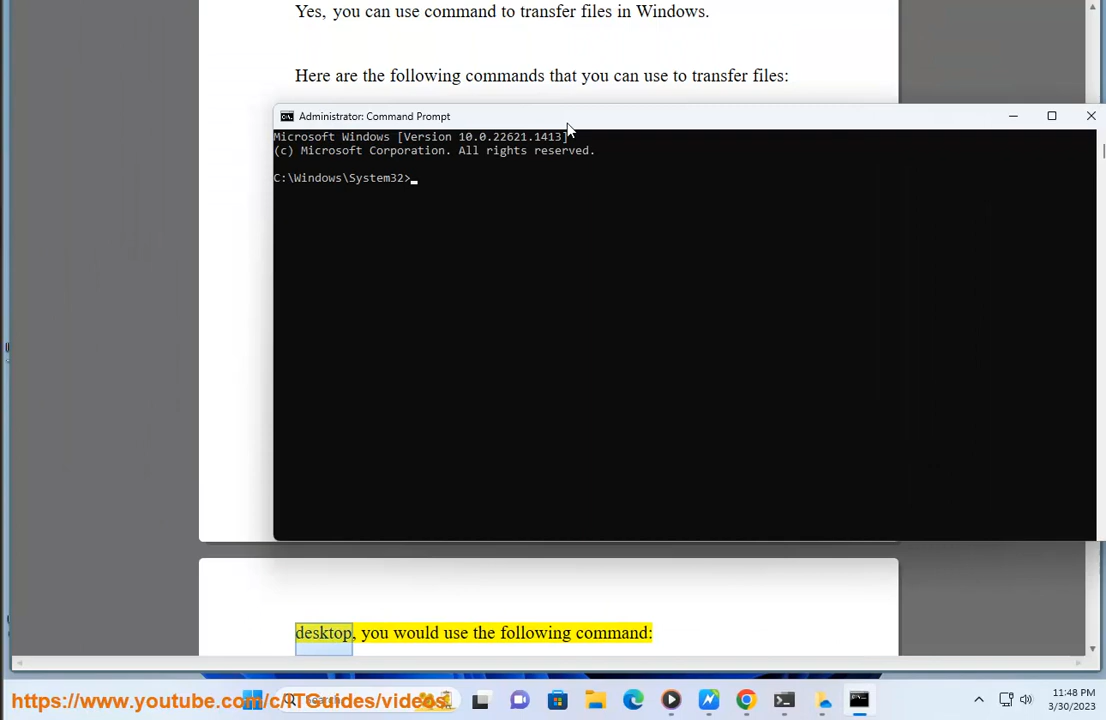 Yes, you can use command to transfer files in Windows.
Here are the following commands that you can use to transfer files:
Administrator: Command Prompt
Microsoft Windows [Version 10.0.22621.1413]
(c) Microsoft Corporation. All rights reserved.
C:\Windows\System32>
desktop, you would use the following command:
https://www.youtube.com/c/ITGuides/videos
11:48 PM
3/30/2023